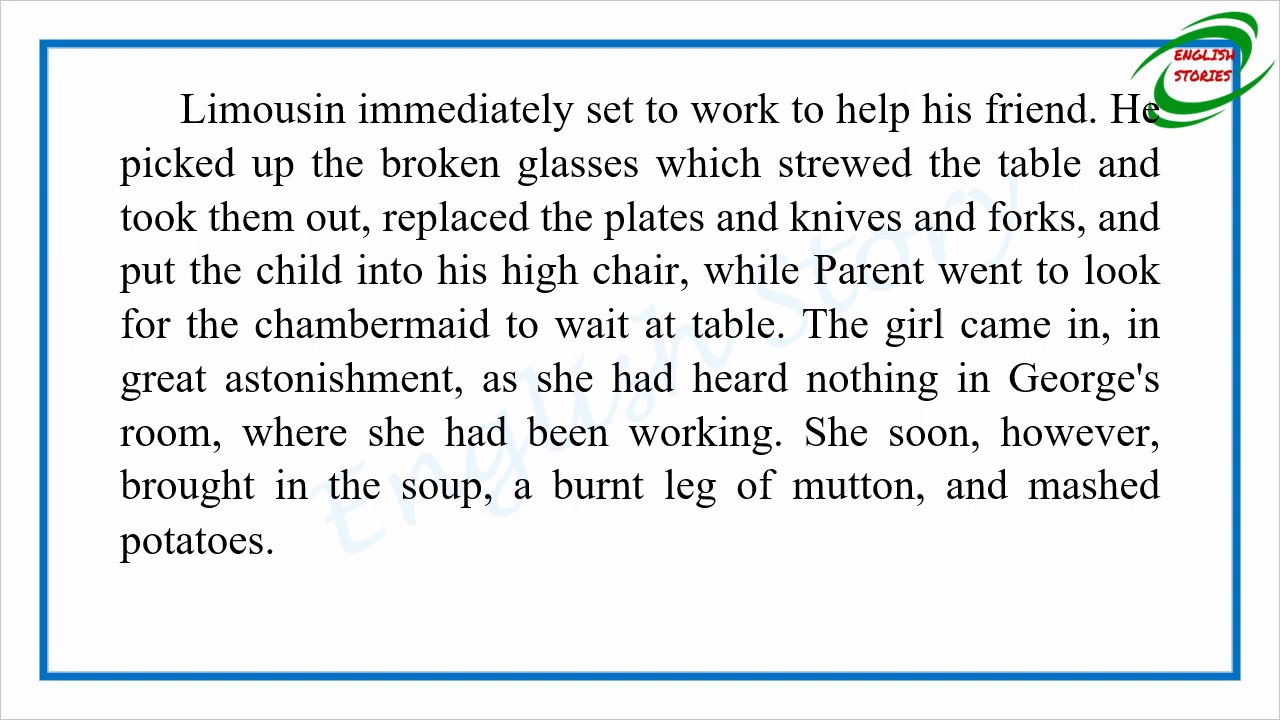 ENGLISH
STORIES
Limousin immediately set to work to help his friend. He
picked up the broken glasses which strewed the table and
took them out, replaced the plates and knives and forks, and
put the child into his high chair, while Parent went to look
for the chambermaid to wait at table. The girl came in, in
great astonishment, as she had heard nothing in George's
room, where she had been working. She soon, however,
brought in the soup, a burnt leg of mutton, and mashed
potatoes.
English Story